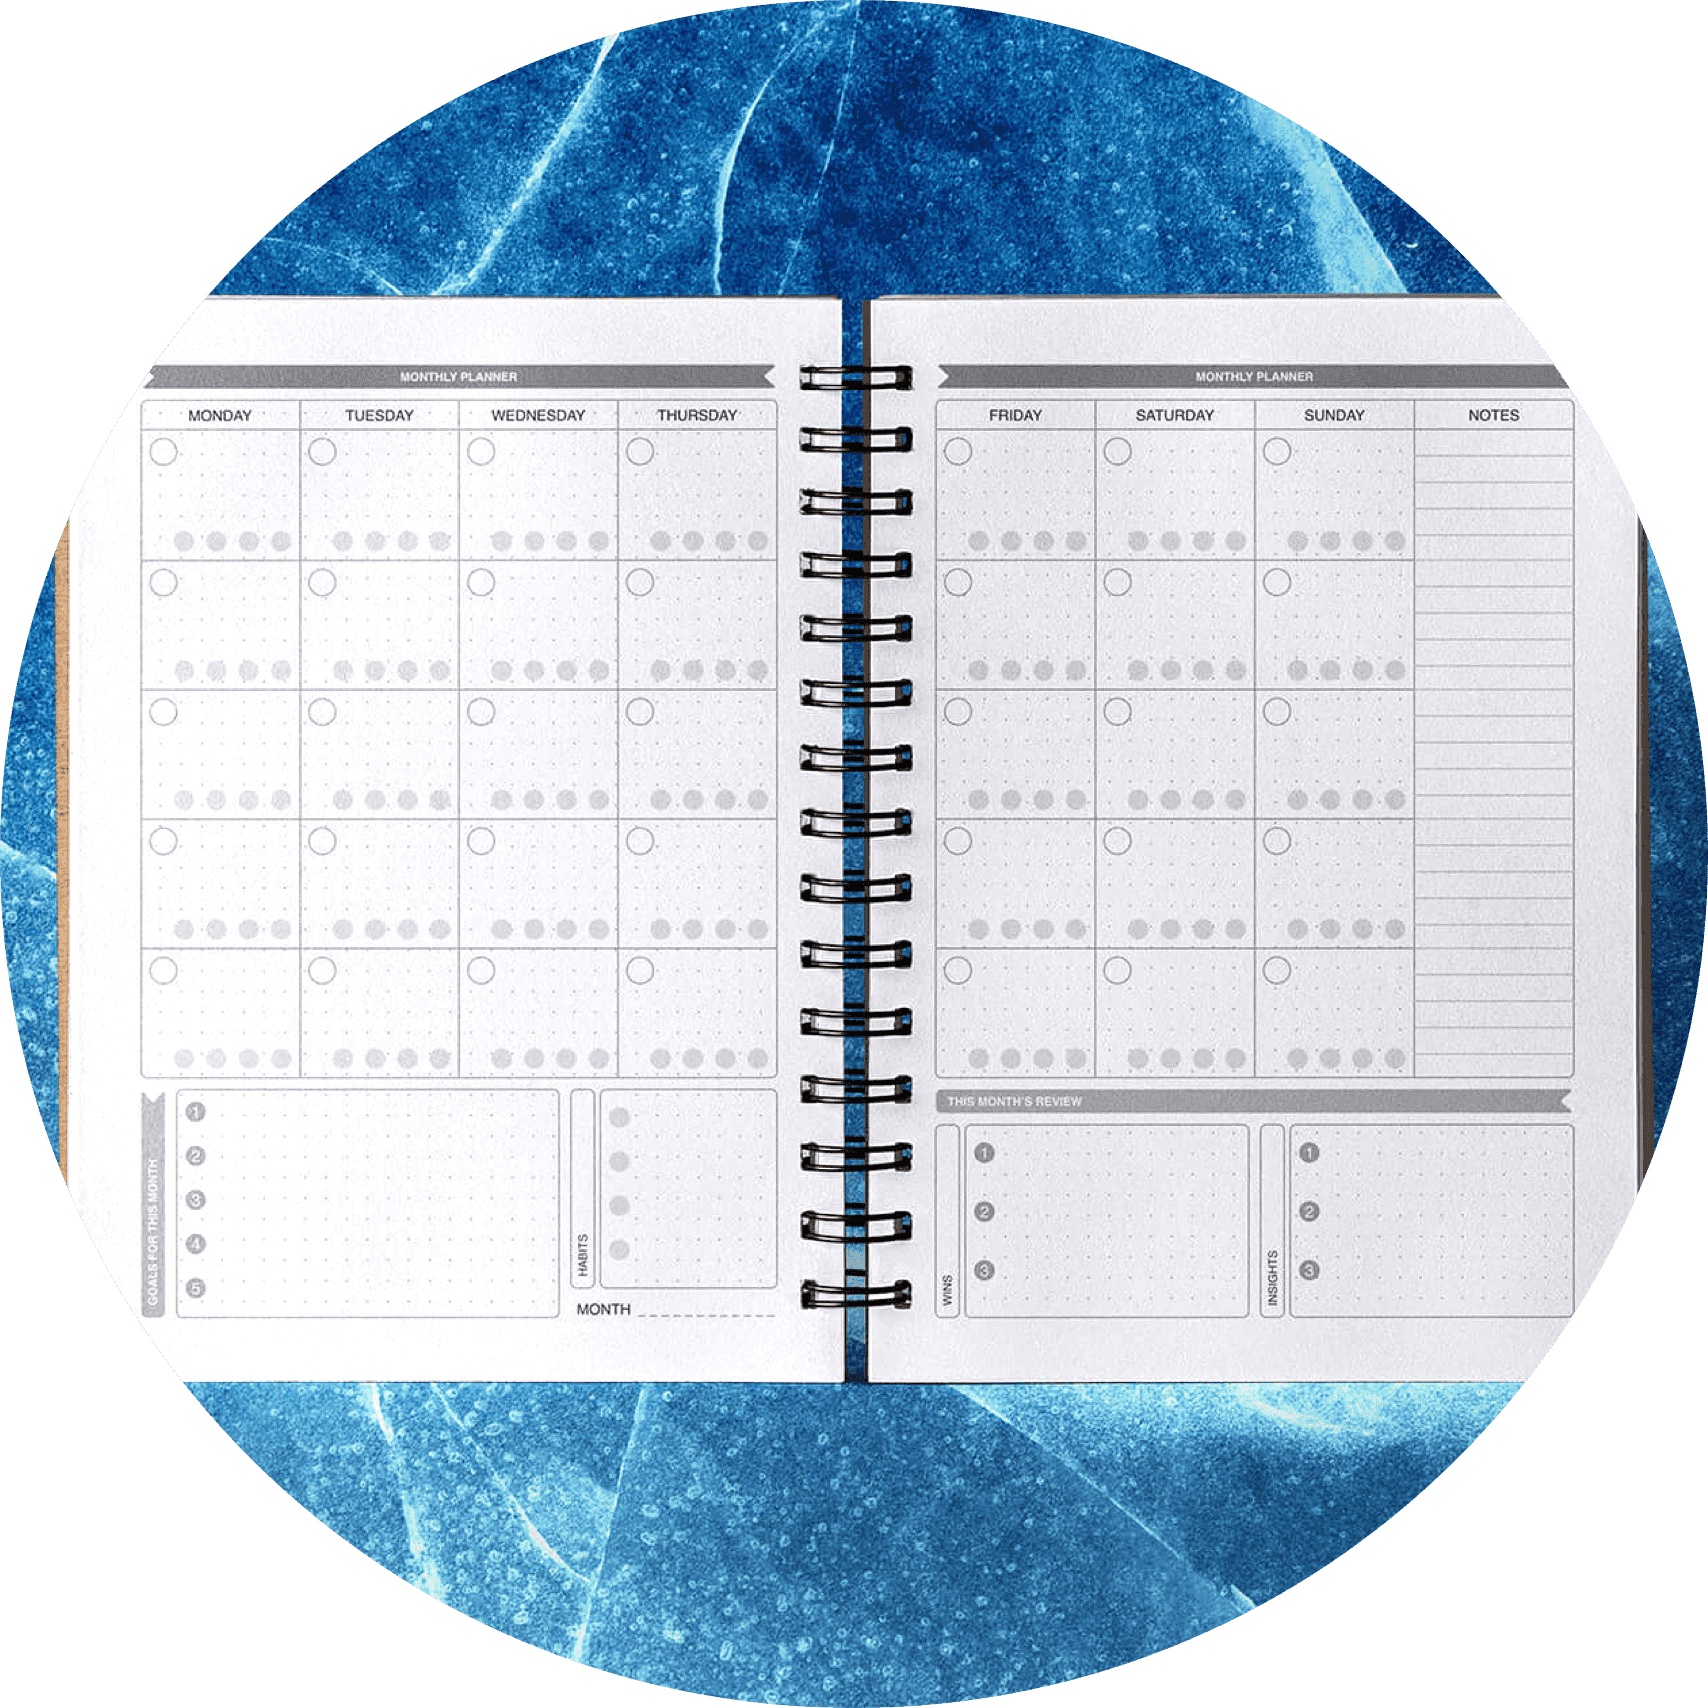 MONTHLY PLANNER
MONDAY TUESDAY WEDNESDAY THURSDAY
GOALS FOR THIS MONTH
1
2
3
4
5
HABITS
MONTH
MONTHLY PLANNER
FRIDAY SATURDAY SUNDAY NOTES
THIS MONTH'S REVIEW
WINS
1
2
3
INSIGHTS
1
2
3